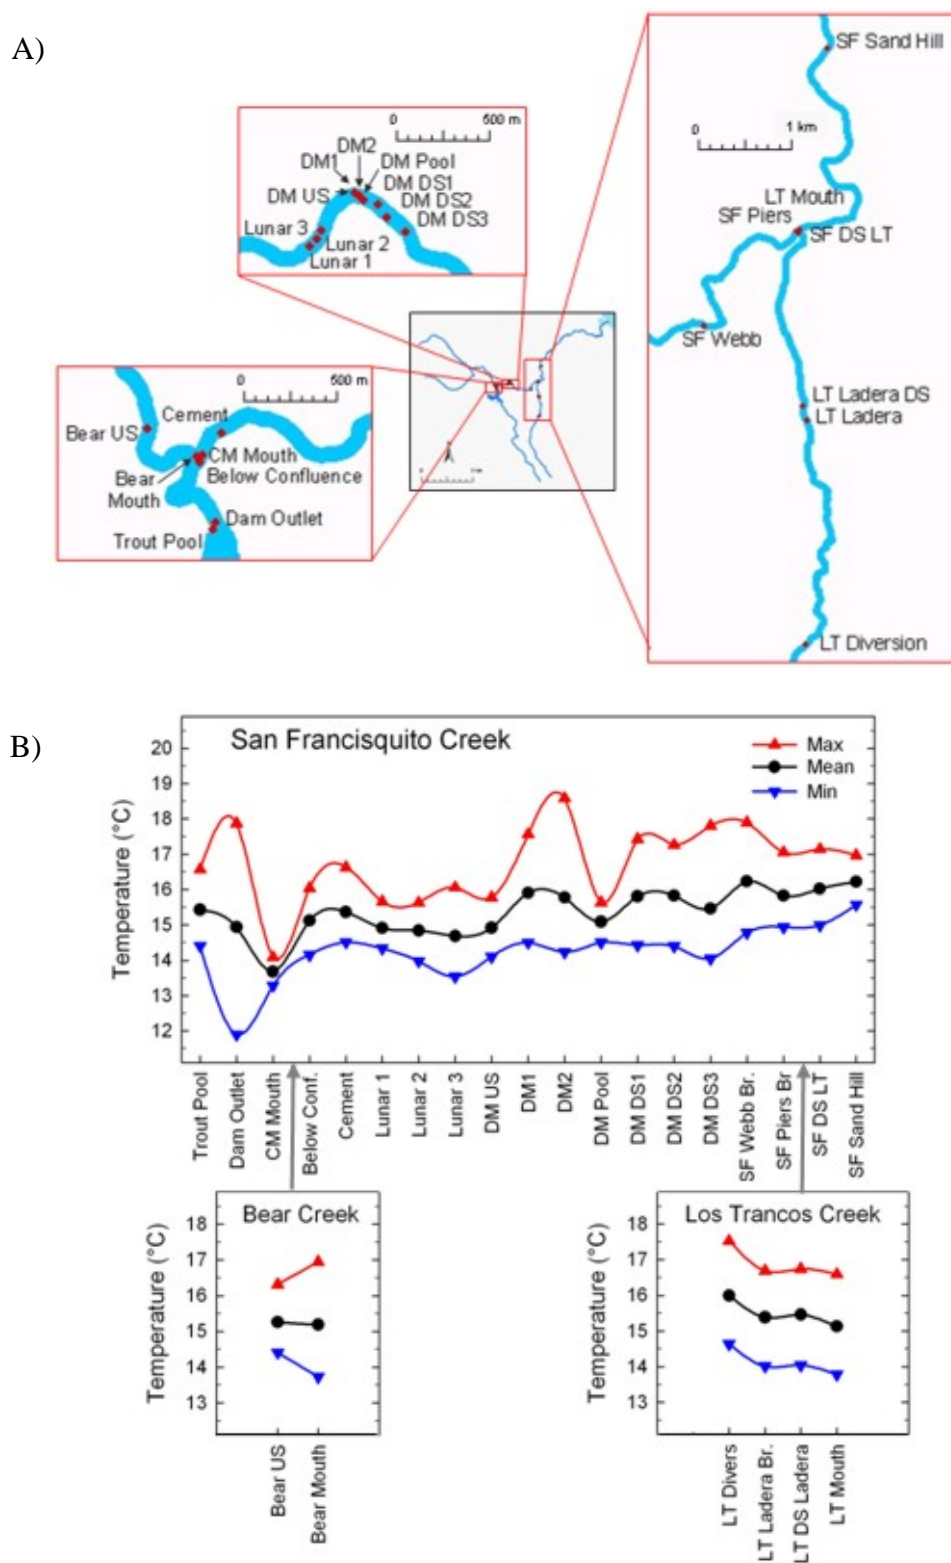 A)
SF Sand Hill
0 1 km
LT Mouth
SF Piers
SF DS LT
SF Webb
LT Ladera DS
LT Ladera
LT Diversion
0 500 m
DM2
DM1
DM Pool
DM DS1
DM US
DM DS2
DM DS3
Lunar 3
Lunar 2
Lunar 1
0 500 m
Cement
Bear US
CM Mouth
Bear
Below Confluence
Mouth
Dam Outlet
Trout Pool
B)
San Francisquito Creek
Max
Mean
Min
Temperature (°C)
20
19
18
17
16
15
14
13
12
Trout Pool
Dam Outlet
CM Mouth
Below Conf.
Cement
Lunar 1
Lunar 2
Lunar 3
DM US
DM1
DM2
DM Pool
DM DS1
DM DS2
DM DS3
SF Webb Br.
SF Piers Br
SF DS LT
SF Sand Hill
Bear Creek
Temperature (°C)
18
17
16
15
14
13
Bear US
Bear Mouth
Los Trancos Creek
Temperature (°C)
18
17
16
15
14
13
LT Divers
LT Ladera Br.
LT DS Ladera
LT Mouth